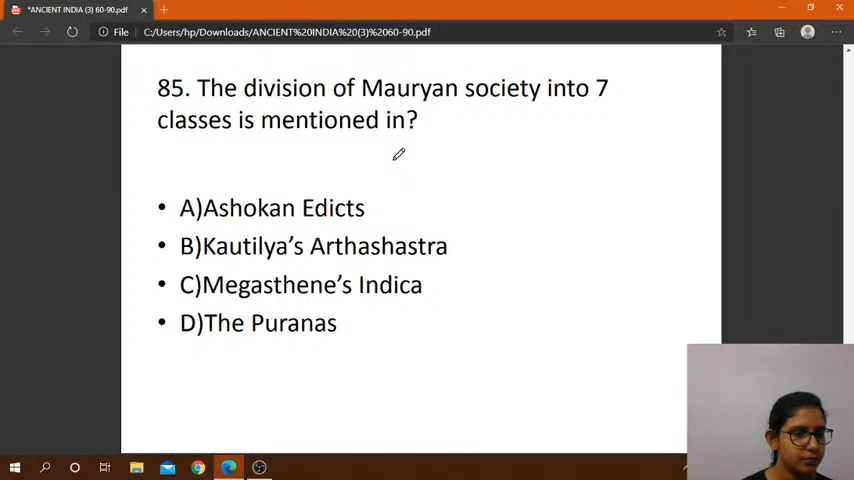 *ANCIENT INDIA (3) 60-90.pdf
File
C:/Users/hp/Downloads/ANCIENT%20INDIA%20(3)%2060-90.pdf
85. The division of Mauryan society into 7
classes is mentioned in?
• A)Ashokan Edicts
• B)Kautilya’s Arthashastra
• C)Megasthene’s Indica
• D)The Puranas